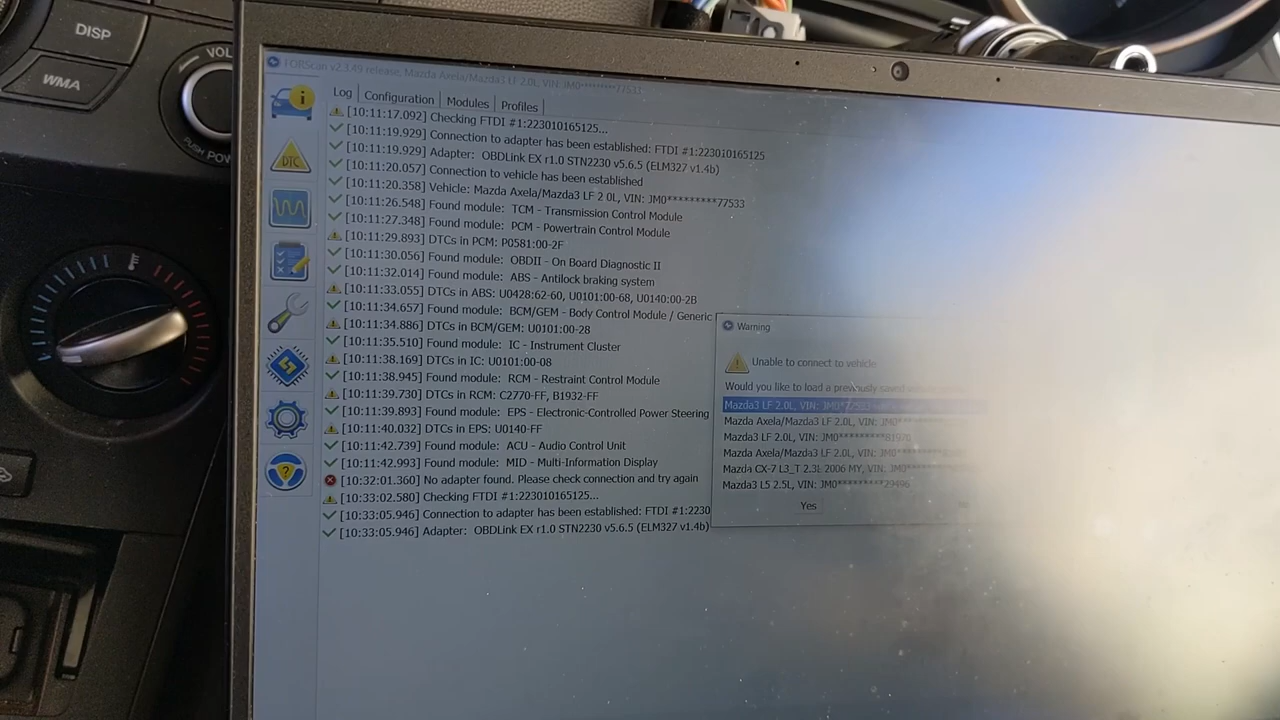 DISP
VOL
WMA
PUSH POW
FORScan v2.3.49 release, Mazda Axela/Mazda3 LF 2.0L, VIN: JM0*********77533
Log Configuration Modules Profiles
[10:11:17.092] Checking FTDI #1:223010165125...
[10:11:19.929] Connection to adapter has been established: FTDI #1:223010165125
[10:11:19.929] Adapter: OBDLink EX r1.0 STN2230 v5.6.5 (ELM327 v1.4b)
[10:11:20.057] Connection to vehicle has been established
[10:11:20.358] Vehicle: Mazda Axela/Mazda3 LF 2 0L, VIN: JM0*********77533
[10:11:26.548] Found module: TCM - Transmission Control Module
[10:11:27.348] Found module: PCM - Powertrain Control Module
[10:11:29.893] DTCs in PCM: P0581:00-2F
[10:11:30.056] Found module: OBDII - On Board Diagnostic II
[10:11:32.014] Found module: ABS - Antilock braking system
[10:11:33.055] DTCs in ABS: U0428:62-60, U0101:00-68, U0140:00-2B
[10:11:34.657] Found module: BCM/GEM - Body Control Module / Generic
[10:11:34.886] DTCs in BCM/GEM: U0101:00-28
[10:11:35.510] Found module: IC - Instrument Cluster
[10:11:38.169] DTCs in IC: U0101:00-08
[10:11:38.945] Found module: RCM - Restraint Control Module
[10:11:39.730] DTCs in RCM: C2770-FF, B1932-FF
[10:11:39.893] Found module: EPS - Electronic-Controlled Power Steering
[10:11:40.032] DTCs in EPS: U0140-FF
[10:11:42.739] Found module: ACU - Audio Control Unit
[10:11:42.993] Found module: MID - Multi-Information Display
[10:32:01.360] No adapter found. Please check connection and try again
[10:33:02.580] Checking FTDI #1:223010165125...
[10:33:05.946] Connection to adapter has been established: FTDI #1:2230
[10:33:05.946] Adapter: OBDLink EX r1.0 STN2230 v5.6.5 (ELM327 v1.4b)
DTC
Warning
Unable to connect to vehicle
Would you like to load a previously saved
Mazda3 LF 2.0L, VIN: JM0*77533
Mazda Axela/Mazda3 LF 2.0L, VIN: JM0
Mazda3 LF 2.0L, VIN: JM0*********81970
Mazda Axela/Mazda3 LF 2.0L, VIN: JM0
Mazda CX-7 L3_T 2.3L 2006 MY, VIN: JM0
Mazda3 L5 2.5L, VIN: JM0*********29496
Yes